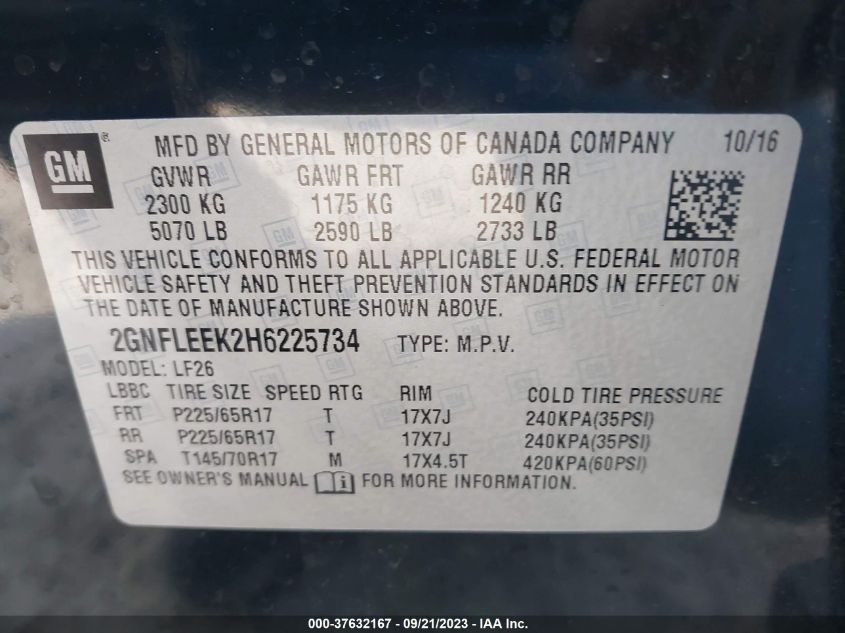 GM ® MFD BY GENERAL MOTORS OF CANADA COMPANY 10/16
GVWR GAWR FRT GAWR RR
2300 KG 1175 KG 1240 KG
5070 LB 2590 LB 2733 LB
THIS VEHICLE CONFORMS TO ALL APPLICABLE U.S. FEDERAL MOTOR
VEHICLE SAFETY AND THEFT PREVENTION STANDARDS IN EFFECT ON
THE DATE OF MANUFACTURE SHOWN ABOVE.
2GNFLEEK2H6225734 TYPE: M.P.V.
MODEL: LF26
LBBC TIRE SIZE SPEED RTG RIM COLD TIRE PRESSURE
FRT P225/65R17 T 17X7J 240KPA(35PSI)
RR P225/65R17 T 17X7J 240KPA(35PSI)
SPA T145/70R17 M 17X4.5T 420KPA(60PSI)
SEE OWNER'S MANUAL i FOR MORE INFORMATION.
000-37632167 - 09/21/2023 - IAA Inc.